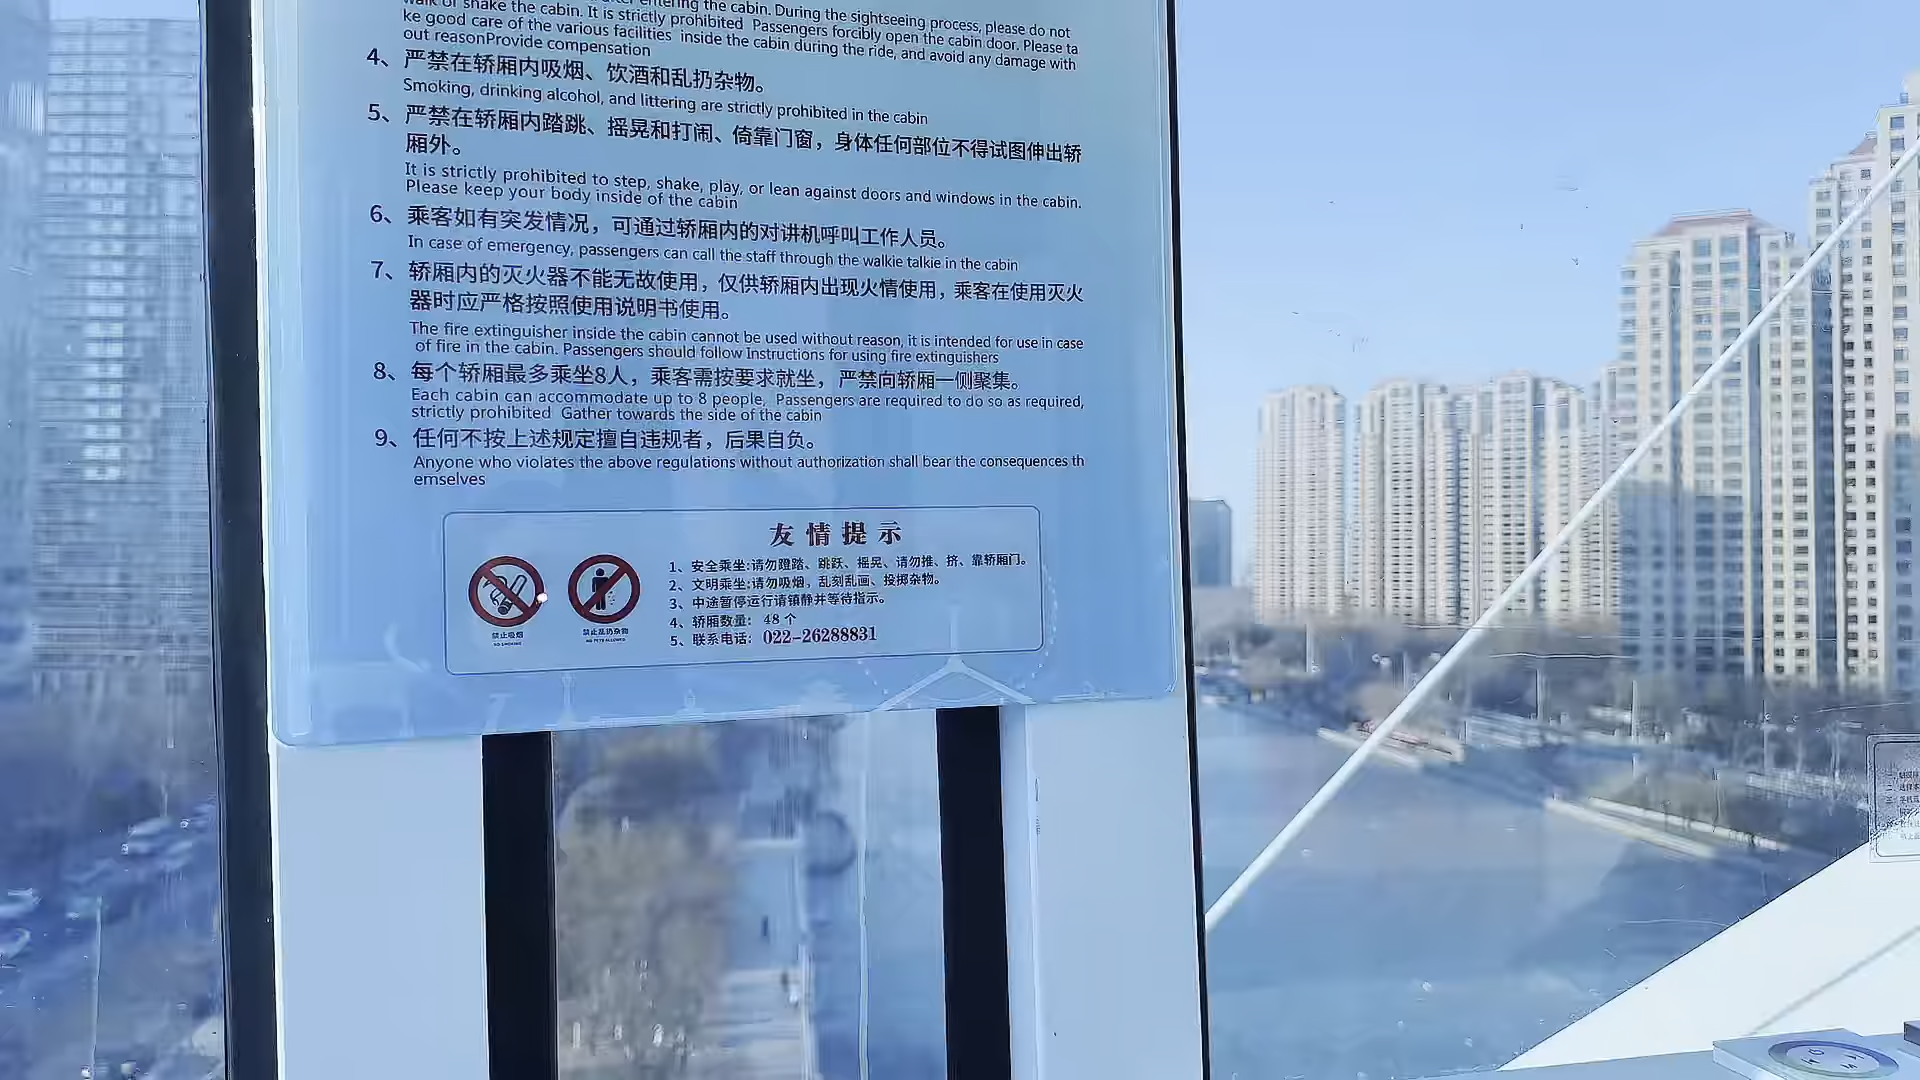 entering the cabin. During the sightseeing process, please do not
walk or shake the cabin. It is strictly prohibited Passengers forcibly open the cabin door. Please ta
ke good care of the various facilities inside the cabin during the ride, and avoid any damage with
out reasonProvide compensation
4、严禁在轿厢内吸烟、饮酒和乱扔杂物。
Smoking, drinking alcohol, and littering are strictly prohibited in the cabin
5、严禁在轿厢内踏跳、摇晃和打闹、倚靠门窗，身体任何部位不得试图伸出轿
厢外。
It is strictly prohibited to step, shake, play, or lean against doors and windows in the cabin.
Please keep your body inside of the cabin
6、乘客如有突发情况，可通过轿厢内的对讲机呼叫工作人员。
In case of emergency, passengers can call the staff through the walkie talkie in the cabin
7、轿厢内的灭火器不能无故使用，仅供轿厢内出现火情使用，乘客在使用灭火
器时应严格按照使用说明书使用。
The fire extinguisher inside the cabin cannot be used without reason, it is intended for use in case
of fire in the cabin. Passengers should follow Instructions for using fire extinguishers
8、每个轿厢最多乘坐8人，乘客需按要求就坐，严禁向轿厢一侧聚集。
Each cabin can accommodate up to 8 people, Passengers are required to do so as required,
strictly prohibited Gather towards the side of the cabin
9、任何不按上述规定擅自违规者，后果自负。
Anyone who violates the above regulations without authorization shall bear the consequences th
emselves
友情提示
1、安全乘坐:请勿蹬踏、跳跃、摇晃、请勿推、挤、靠轿厢门。
2、文明乘坐:请勿吸烟，乱刻乱画、投掷杂物。
3、中途暂停运行请镇静并等待指示。
4、轿厢数量： 48 个
5、联系电话： 022-26288831
禁止吸烟
NO SMOKING
禁止乱扔杂物
NO PETS ALLOWED